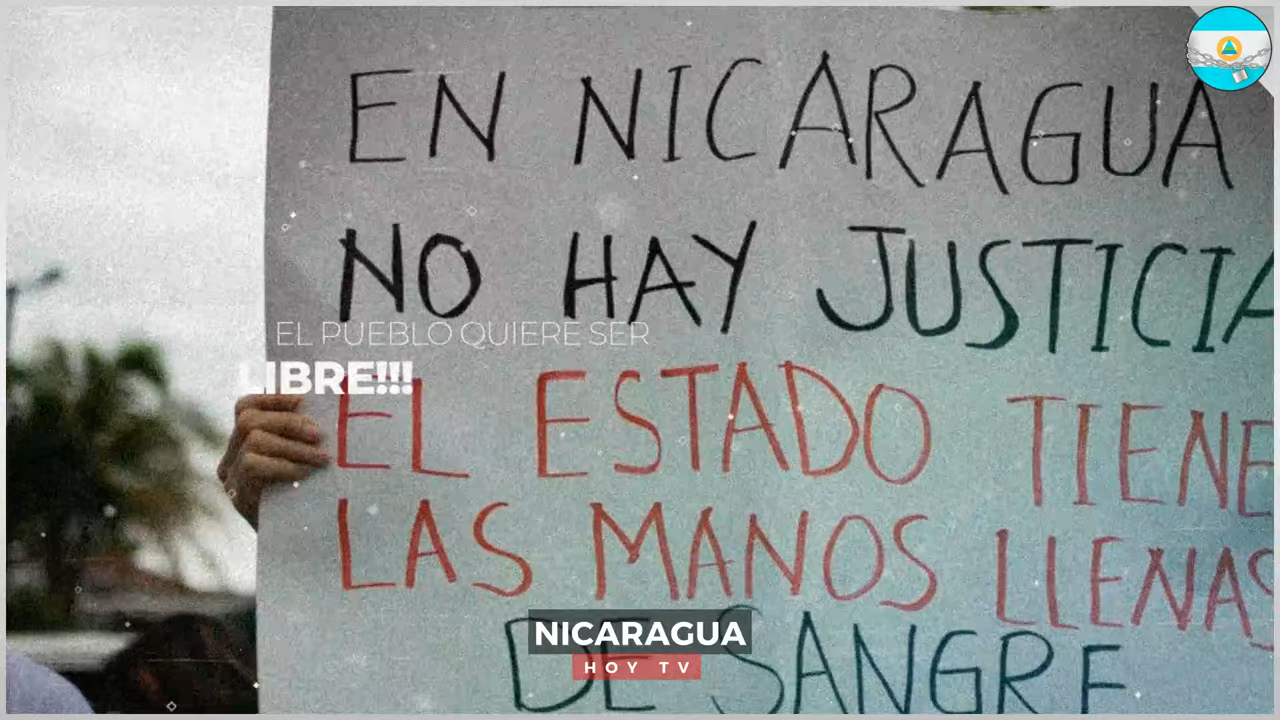 EN NICARAGUA
NO HAY JUSTICIA
EL PUEBLO QUIERE SER
LIBRE!!!
EL ESTADO TIENE
LAS MANOS LLENAS
DE SANGRE
NICARAGUA
HOY TV